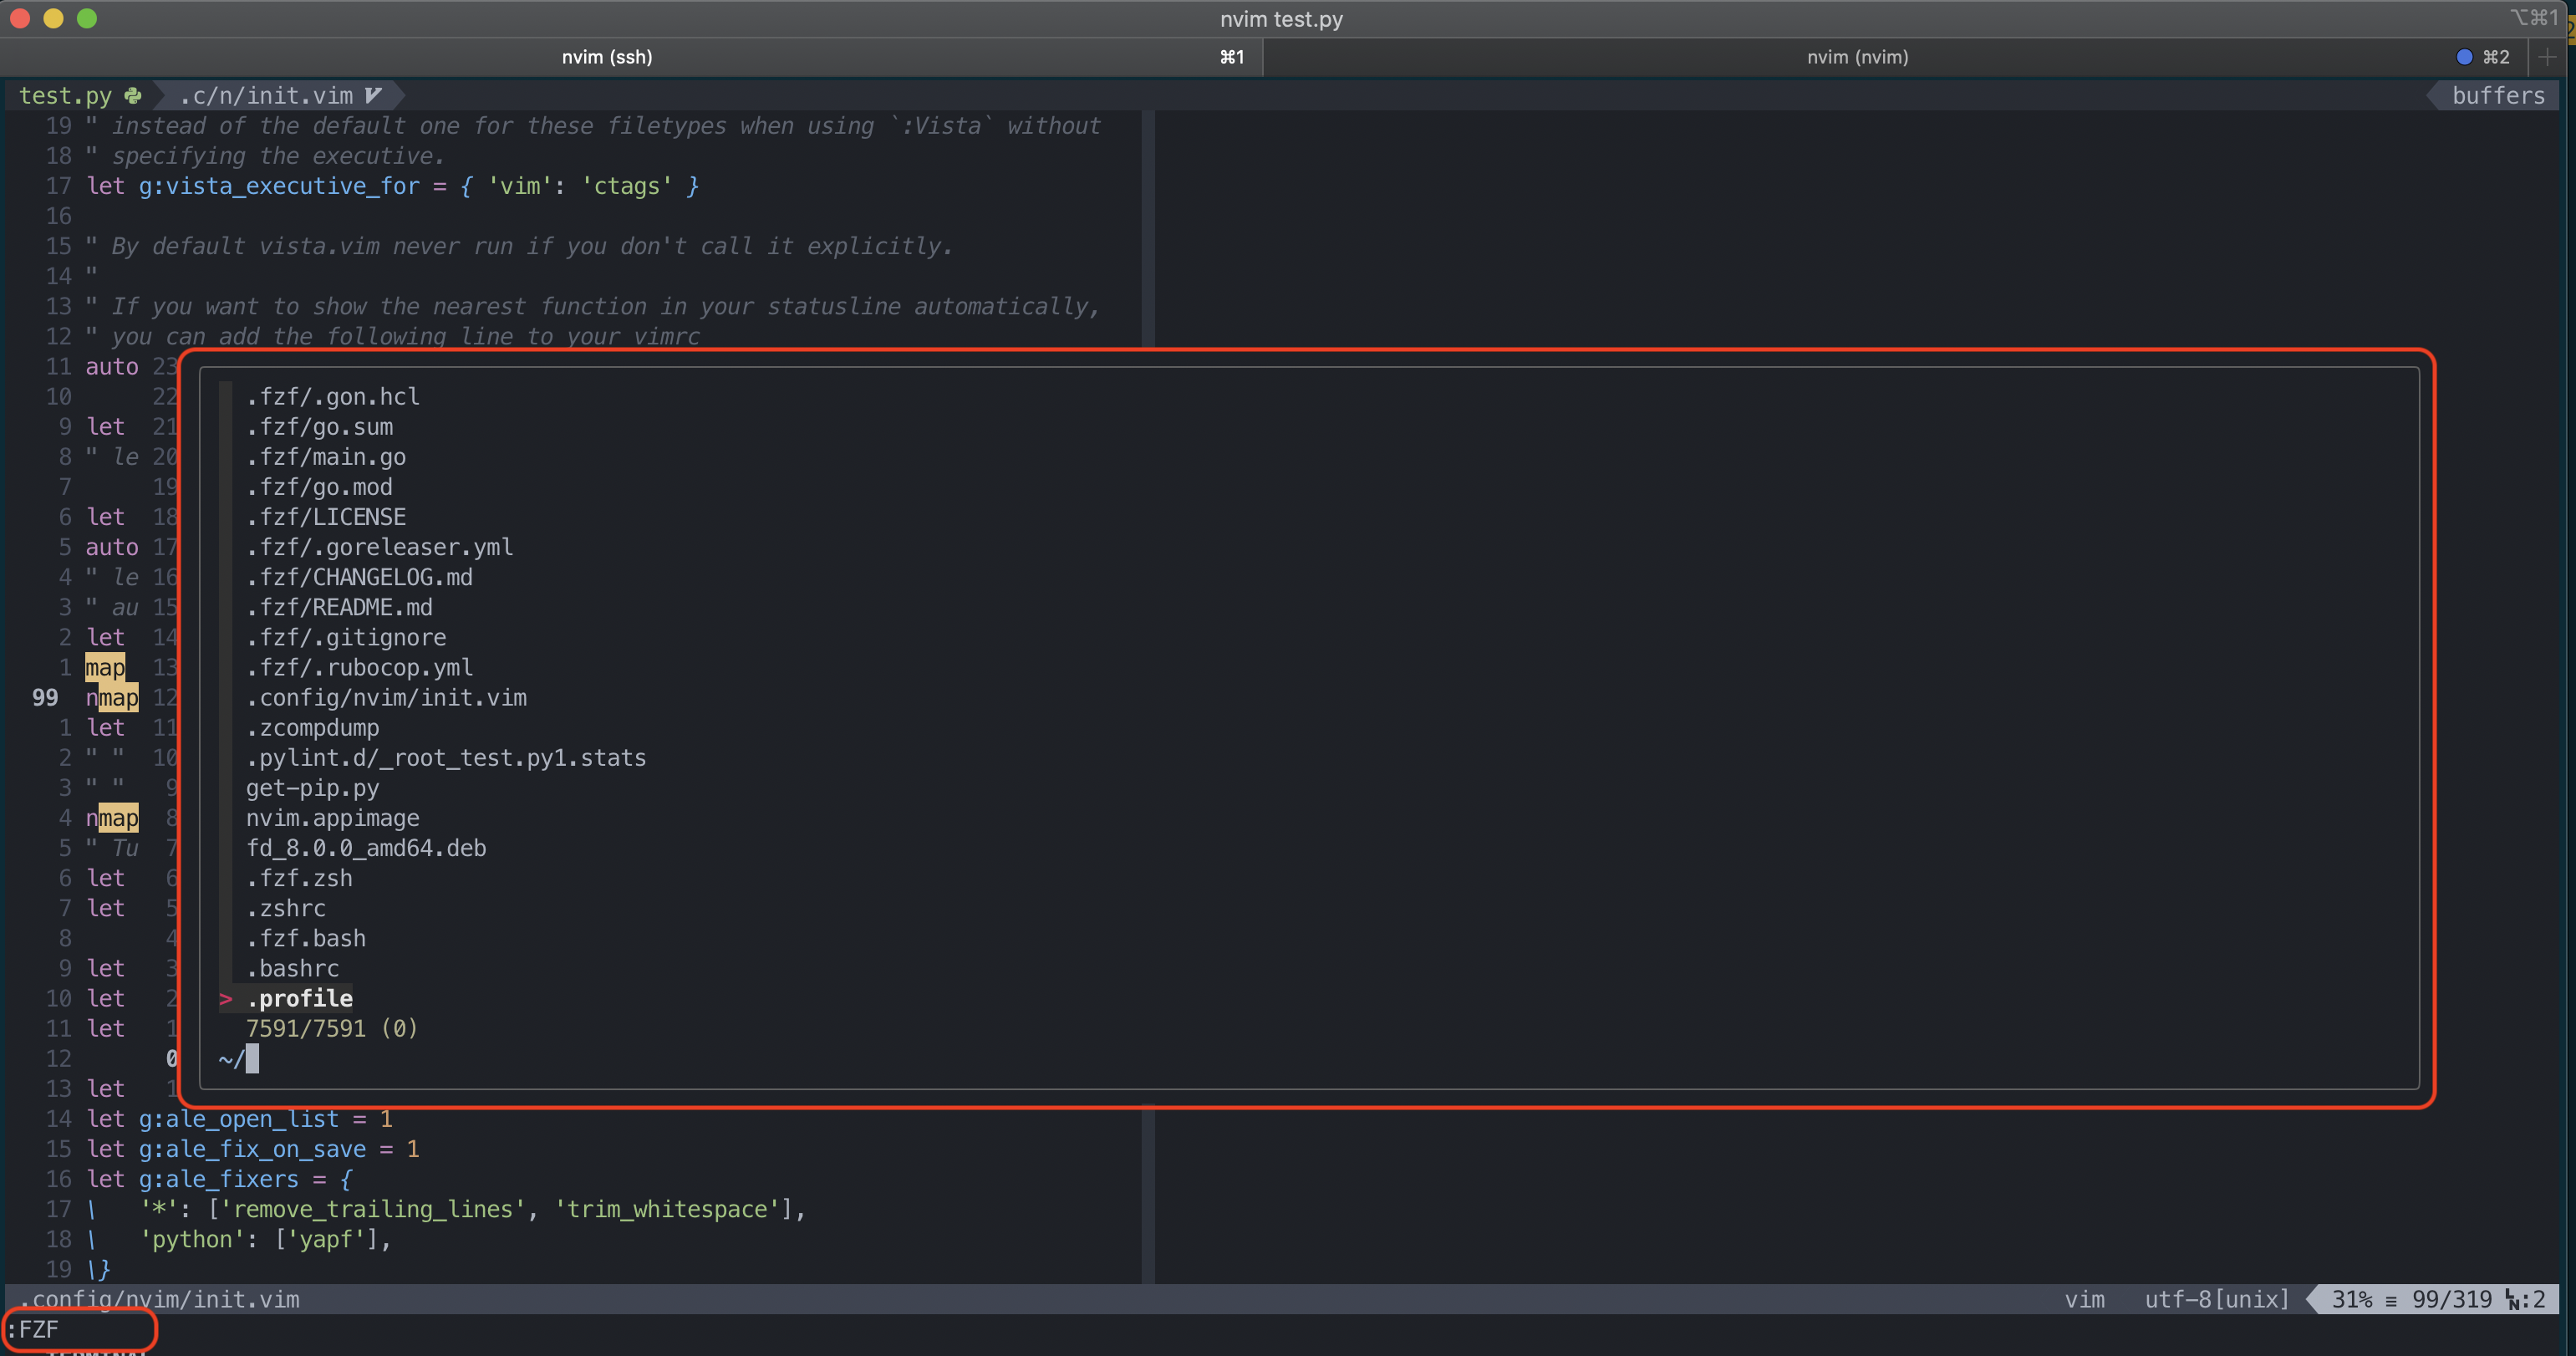 nvim test.py ⌥⌘1
nvim (ssh) ⌘1 nvim (nvim) ⌘2 +
test.py .c/n/init.vim buffers
19 " instead of the default one for these filetypes when using `:Vista` without
18 " specifying the executive.
17 let g:vista_executive_for = { 'vim': 'ctags' }
16
15 " By default vista.vim never run if you don't call it explicitly.
14 "
13 " If you want to show the nearest function in your statusline automatically,
12 " you can add the following line to your vimrc
11 auto 23
10 22 .fzf/.gon.hcl
9 let 21 .fzf/go.sum
8 " le 20 .fzf/main.go
7 19 .fzf/go.mod
6 let 18 .fzf/LICENSE
5 auto 17 .fzf/.goreleaser.yml
4 " le 16 .fzf/CHANGELOG.md
3 " au 15 .fzf/README.md
2 let 14 .fzf/.gitignore
1 map 13 .fzf/.rubocop.yml
99 nmap 12 .config/nvim/init.vim
1 let 11 .zcompdump
2 " " 10 .pylint.d/_root_test.py1.stats
3 " " 9 get-pip.py
4 nmap 8 nvim.appimage
5 " Tu 7 fd_8.0.0_amd64.deb
6 let 6 .fzf.zsh
7 let 5 .zshrc
8 4 .fzf.bash
9 let 3 .bashrc
10 let 2 > .profile
11 let 1 7591/7591 (0)
12 0 ~/
13 let 1
14 let g:ale_open_list = 1
15 let g:ale_fix_on_save = 1
16 let g:ale_fixers = {
17 \ '*': ['remove_trailing_lines', 'trim_whitespace'],
18 \ 'python': ['yapf'],
19 \}
.config/nvim/init.vim vim utf-8[unix] 31% ≡ 99/319 :2
:FZF